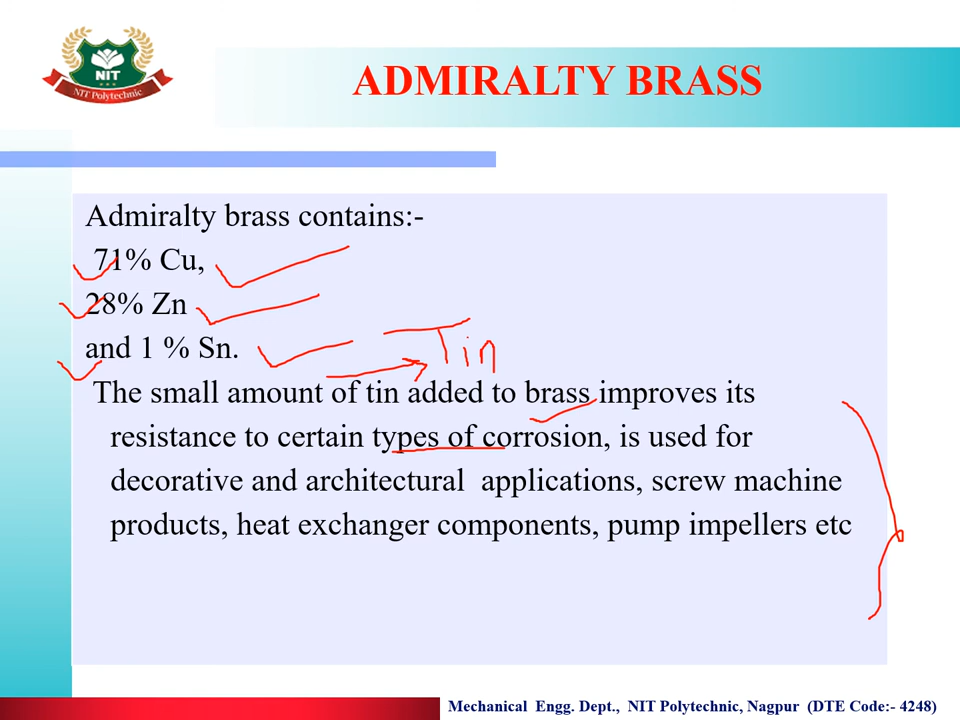 NIT
NIT Polytechnic
ADMIRALTY BRASS
Admiralty brass contains:-
71% Cu,
28% Zn
and 1 % Sn.
Tin
The small amount of tin added to brass improves its
resistance to certain types of corrosion, is used for
decorative and architectural applications, screw machine
products, heat exchanger components, pump impellers etc
Mechanical Engg. Dept., NIT Polytechnic, Nagpur (DTE Code:- 4248)